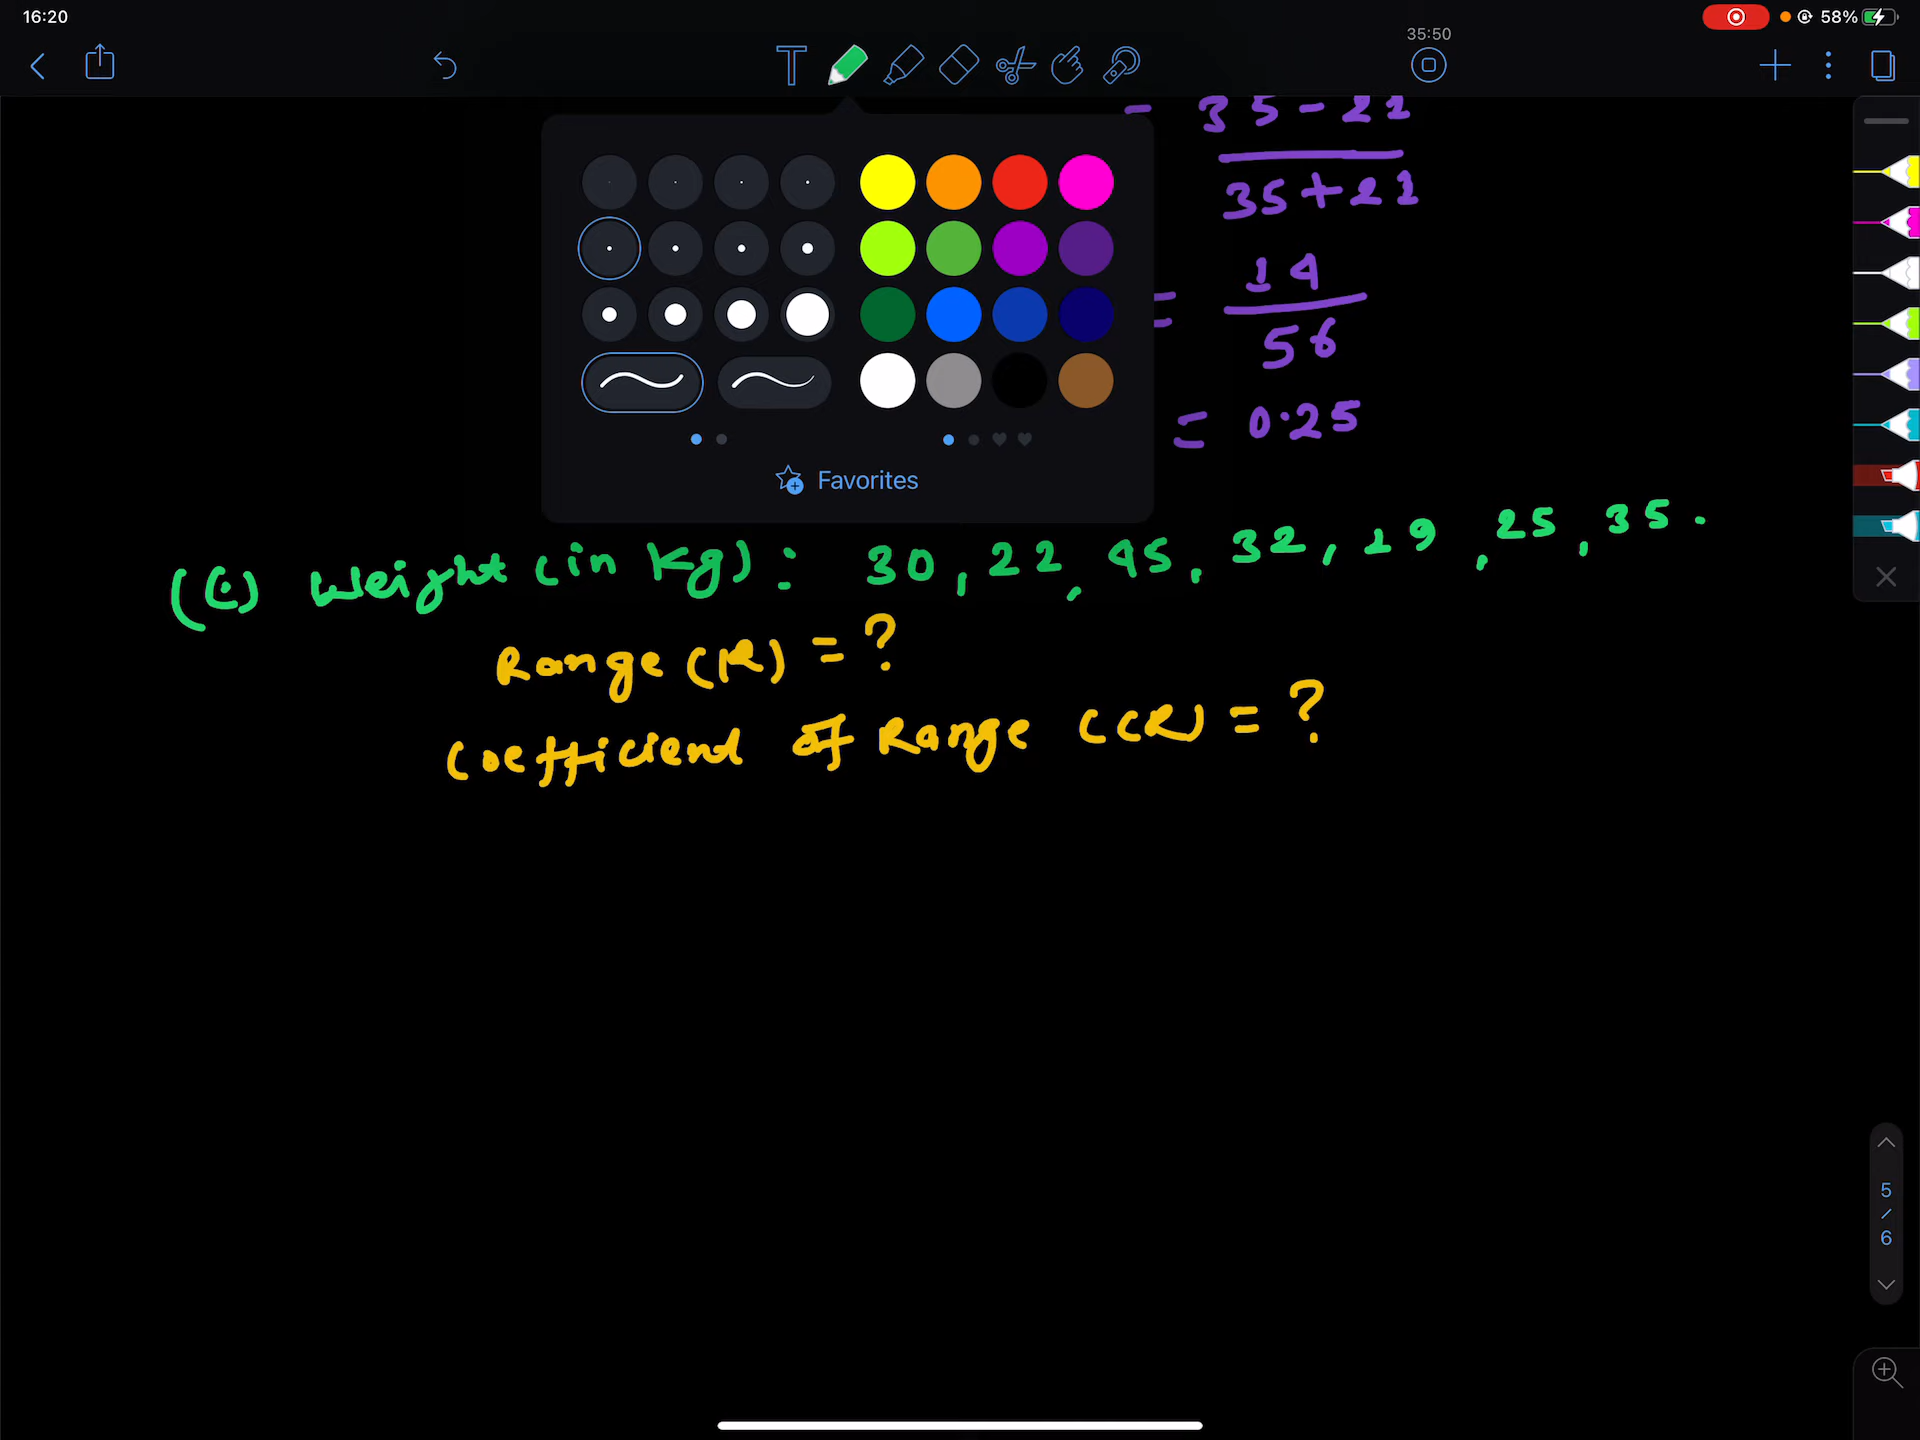 16:20
58%
35:50
= 35-21
35+21
= 14
56
= 0.25
Favorites
(i) Weight (in kg): 30, 22, 45, 32, 19, 25, 35.
Range (R) = ?
Coefficient of Range (CR) = ?
5
/
6